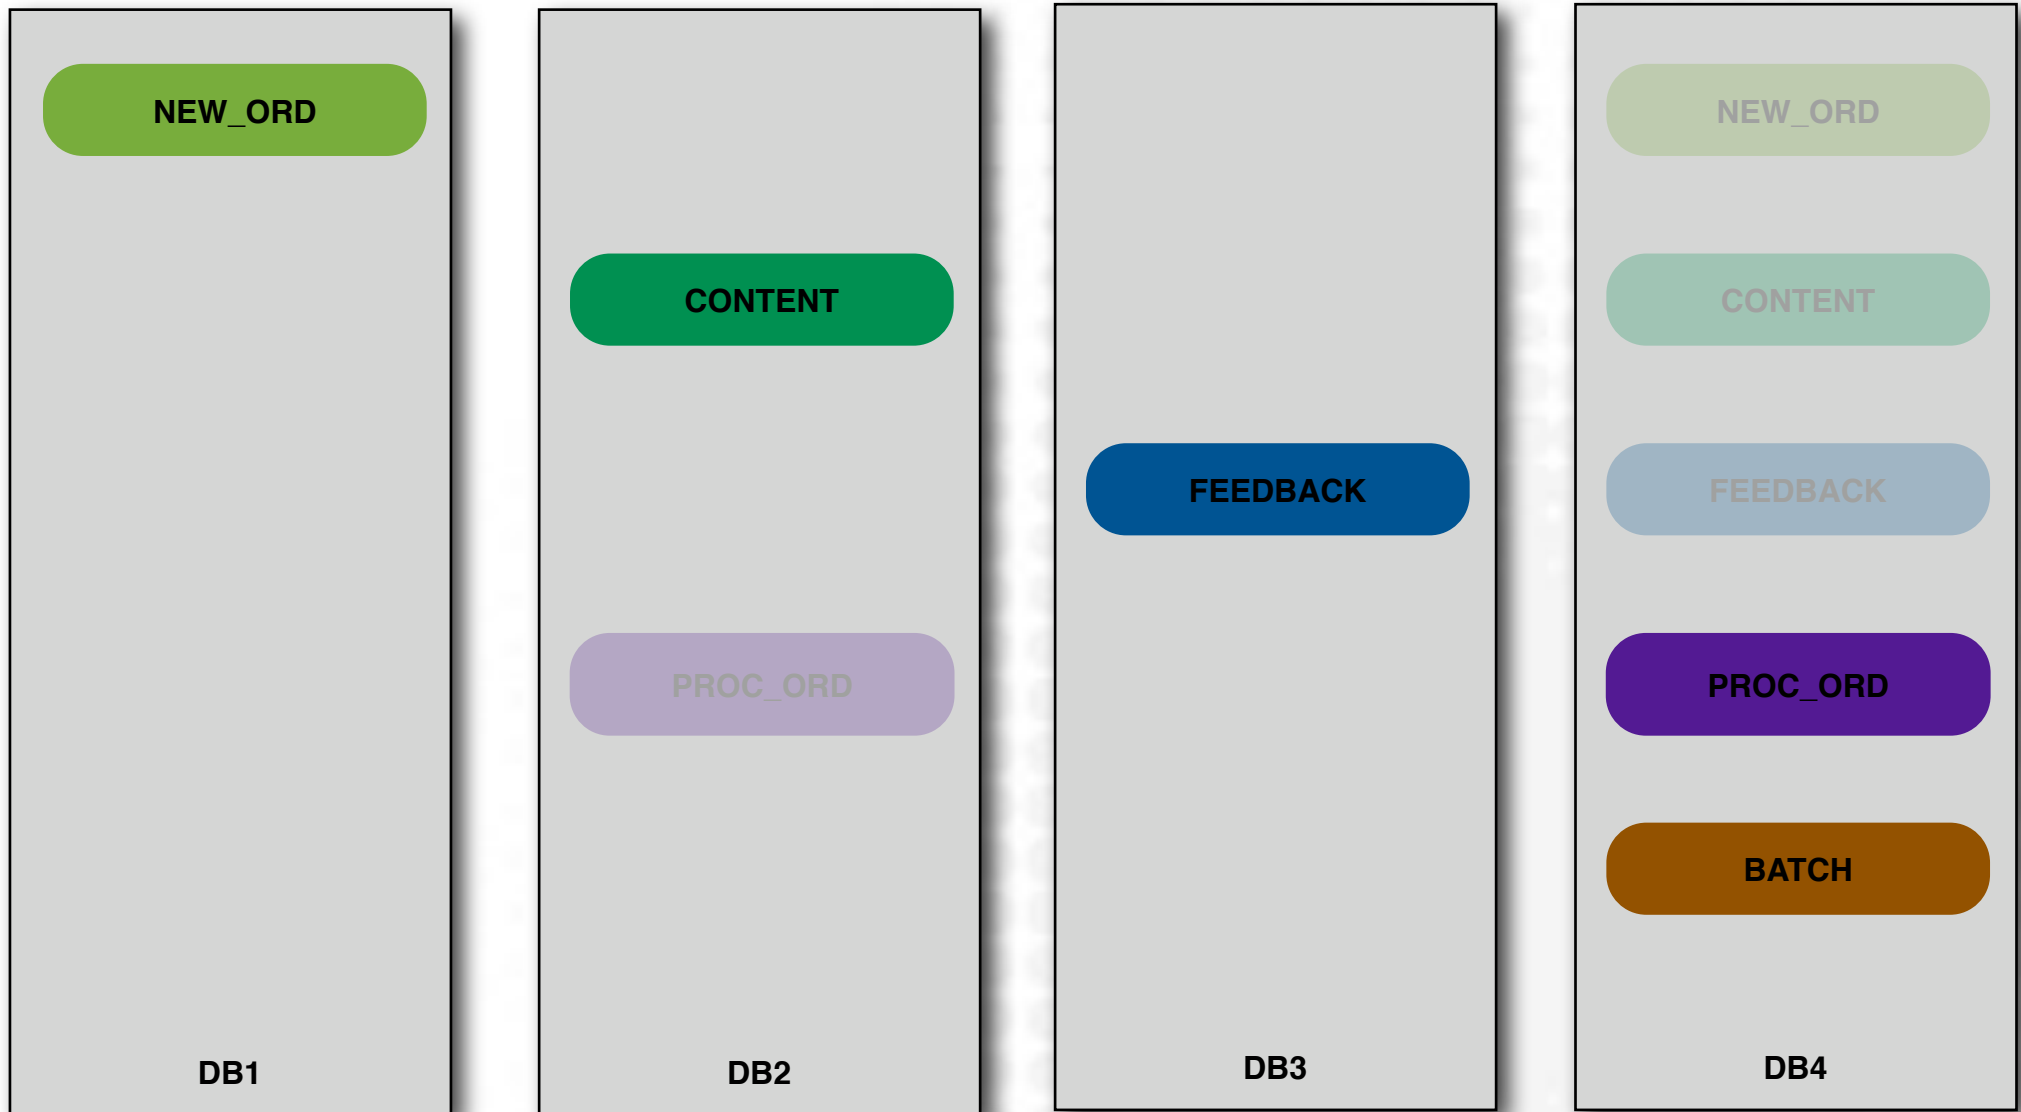 NEW_ORD
DB1
CONTENT
PROC_ORD
DB2
FEEDBACK
DB3
NEW_ORD
CONTENT
FEEDBACK
PROC_ORD
BATCH
DB4